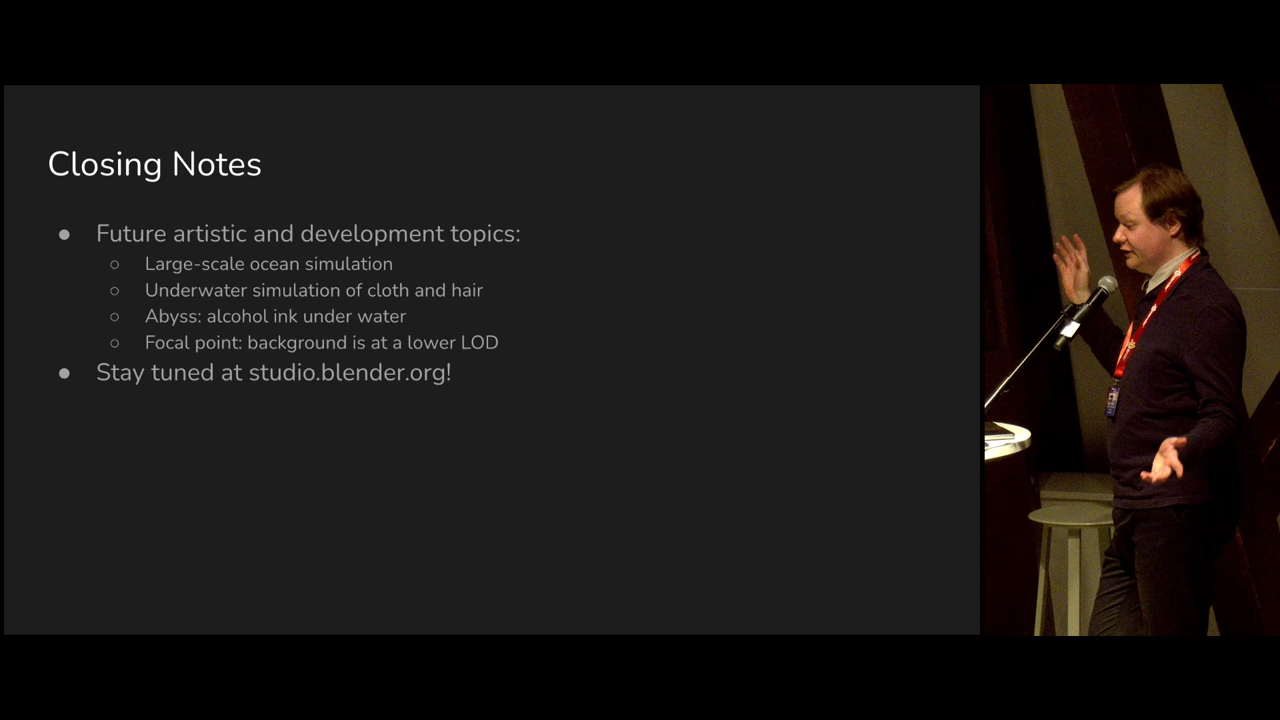 Closing Notes
● Future artistic and development topics:
○ Large-scale ocean simulation
○ Underwater simulation of cloth and hair
○ Abyss: alcohol ink under water
○ Focal point: background is at a lower LOD
● Stay tuned at studio.blender.org!